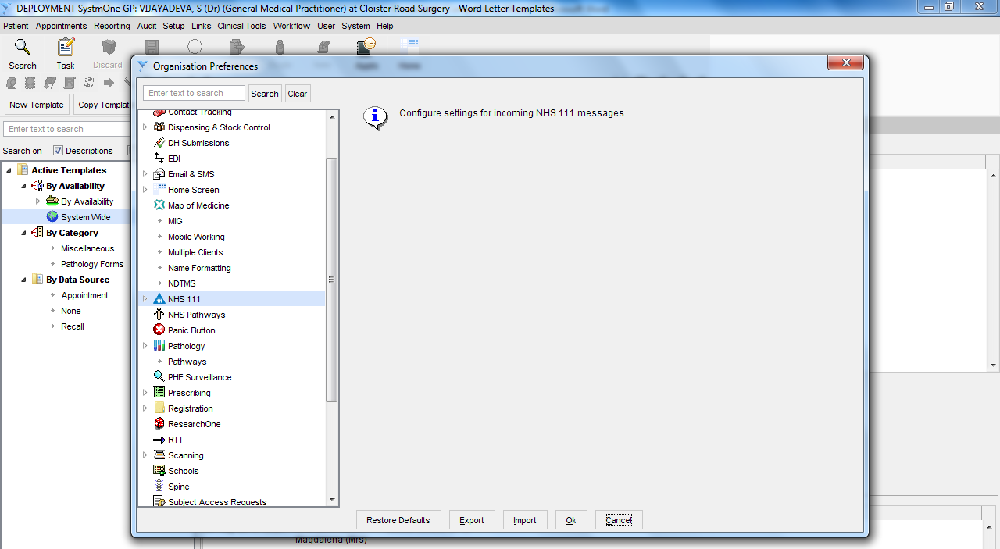 DEPLOYMENT SystmOne GP: VIJAYADEVA, S (Dr) (General Medical Practitioner) at Cloister Road Surgery - Word Letter Templates
Patient Appointments Reporting Audit Setup Links Clinical Tools Workflow User System Help
Search Task Discard
New Template Copy Templat
Enter text to search
Search on Descriptions
Active Templates
By Availability
By Availability
System Wide
By Category
Miscellaneous
Pathology Forms
By Data Source
Appointment
None
Recall
Organisation Preferences
Enter text to search Search Clear
Contact Tracking
Dispensing & Stock Control
DH Submissions
EDI
Email & SMS
Home Screen
Map of Medicine
MIG
Mobile Working
Multiple Clients
Name Formatting
NDTMS
NHS 111
NHS Pathways
Panic Button
Pathology
Pathways
PHE Surveillance
Prescribing
Registration
ResearchOne
RTT
Scanning
Schools
Spine
Subject Access Requests
Configure settings for incoming NHS 111 messages
Restore Defaults Export Import Ok Cancel
Magdalena (Mrs)